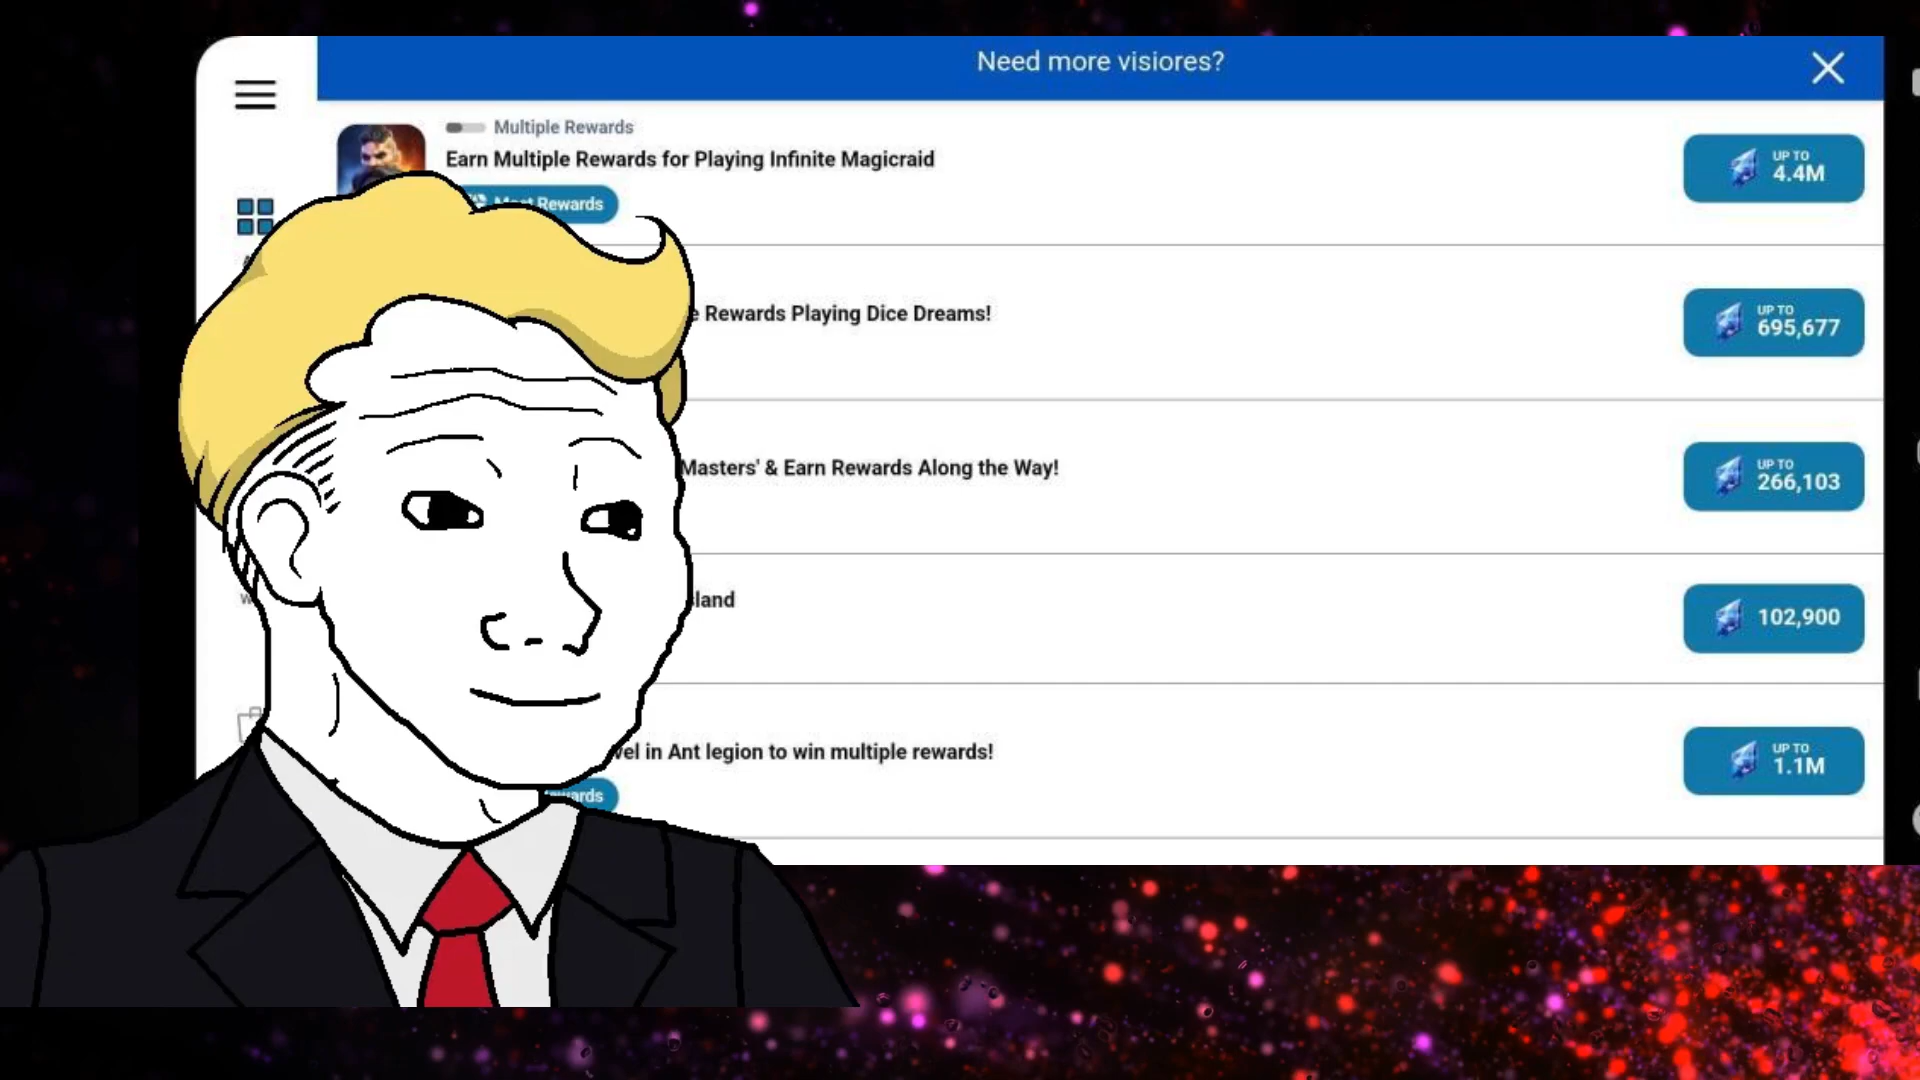 Need more visiores?
Multiple Rewards
Earn Multiple Rewards for Playing Infinite Magicraid
UP TO
4.4M
Most Rewards
Rewards Playing Dice Dreams!
UP TO
695,677
Masters' & Earn Rewards Along the Way!
UP TO
266,103
102,900
in Ant legion to win multiple rewards!
UP TO
1.1M